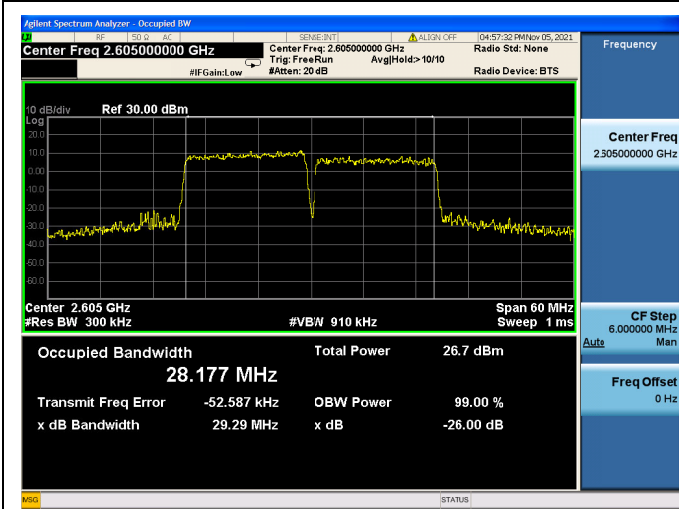 Agilent Spectrum Analyzer - Occupied BW
RF 50 Ω AC SENSE:INT ALIGN OFF 04:57:32 PM Nov 05, 2021
Center Freq 2.605000000 GHz
Center Freq: 2.605000000 GHz Radio Std: None
Trig: FreeRun Avg|Hold:> 10/10
#IFGain:Low #Atten: 20 dB Radio Device: BTS
Frequency
10 dB/div Ref 30.00 dBm
Log
20.0
10.0
0.00
-10.0
-20.0
-30.0
-40.0
-50.0
-60.0
Center Freq
2.605000000 GHz
Center 2.605 GHz Span 60 MHz
#Res BW 300 kHz #VBW 910 kHz Sweep 1 ms
CF Step
6.000000 MHz
Auto Man
Occupied Bandwidth Total Power 26.7 dBm
28.177 MHz
Transmit Freq Error -52.587 kHz OBW Power 99.00 %
x dB Bandwidth 29.29 MHz x dB -26.00 dB
Freq Offset
0 Hz
MSG STATUS